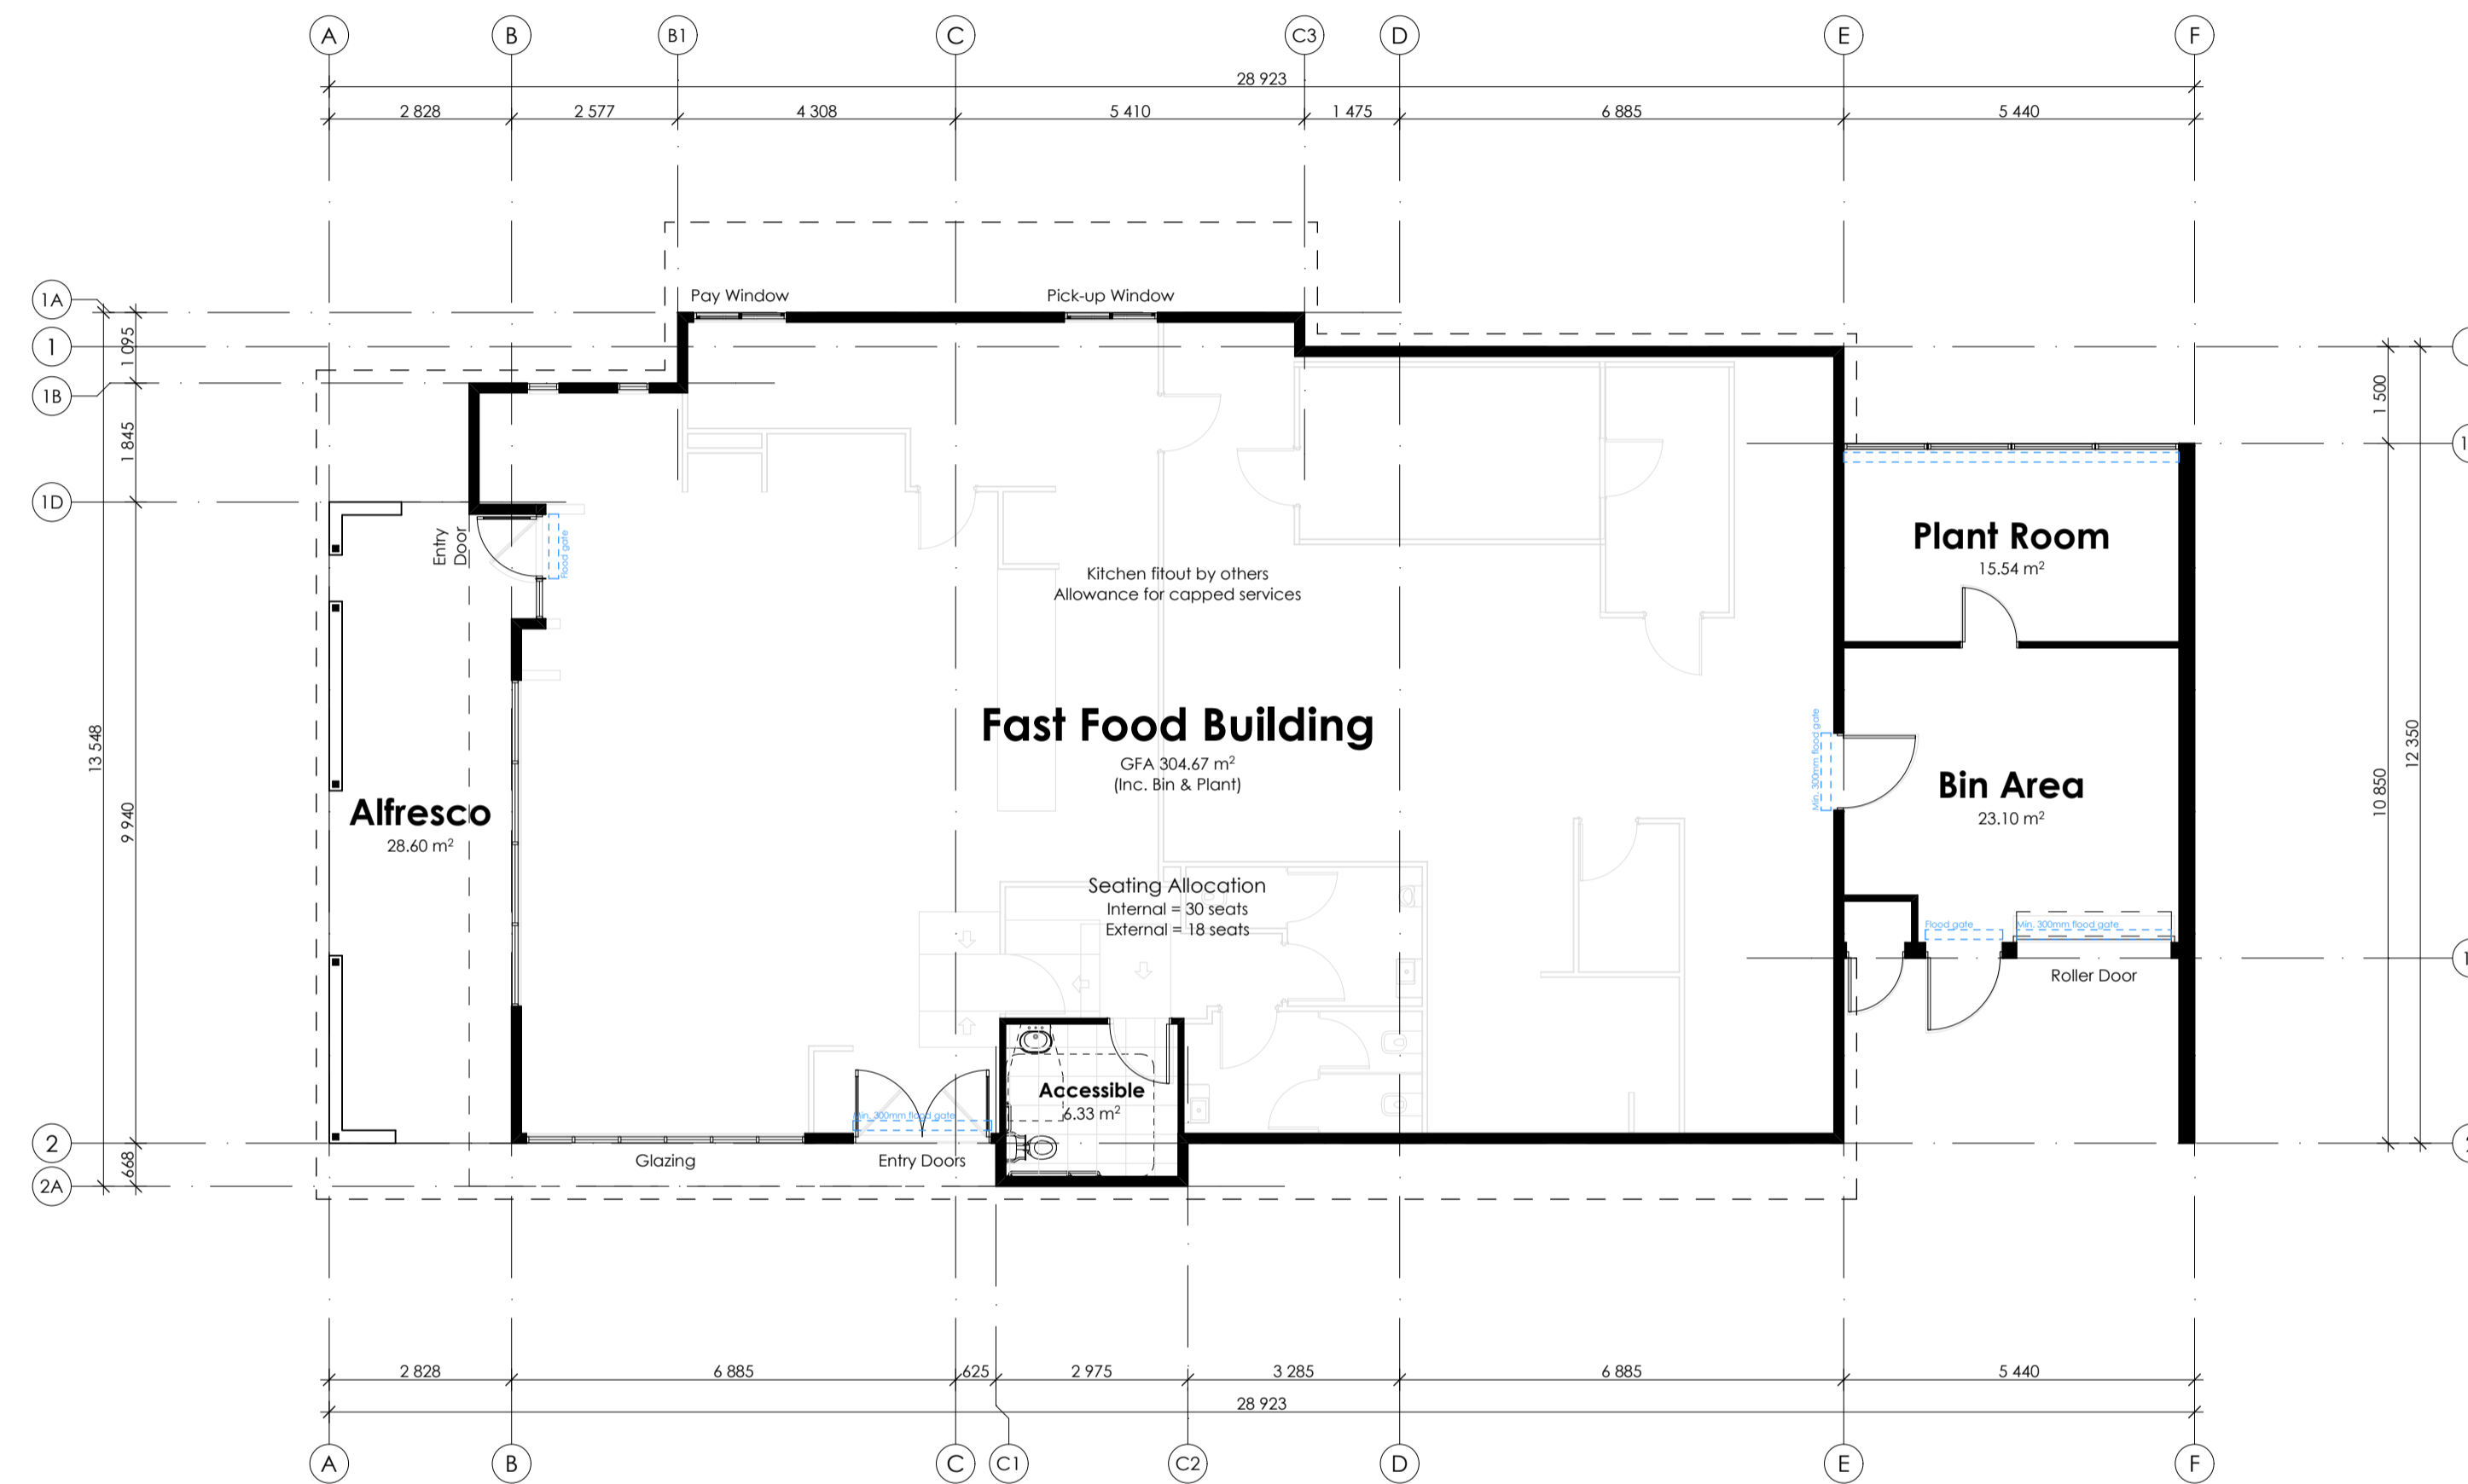 A B B1 C C3 D E F
28 923
2 828 2 577 4 308 5 410 1 475 6 885 5 440
1A
1
1B
1D
2
2A
1 095
1 845
9 940
668
13 548
1 500
10 850
12 350
Pay Window
Pick-up Window
Entry
Door
Flood gate
Kitchen fitout by others
Allowance for capped services
Plant Room
15.54 m²
Fast Food Building
GFA 304.67 m²
(Inc. Bin & Plant)
Min. 300mm flood gate
Bin Area
23.10 m²
Alfresco
28.60 m²
Seating Allocation
Internal = 30 seats
External = 18 seats
Flood gate
Min. 300mm flood gate
Roller Door
Accessible
6.33 m²
Min. 300mm flood gate
Glazing
Entry Doors
2 828 6 885 625 2 975 3 285 6 885 5 440
28 923
A B C C1 C2 D E F